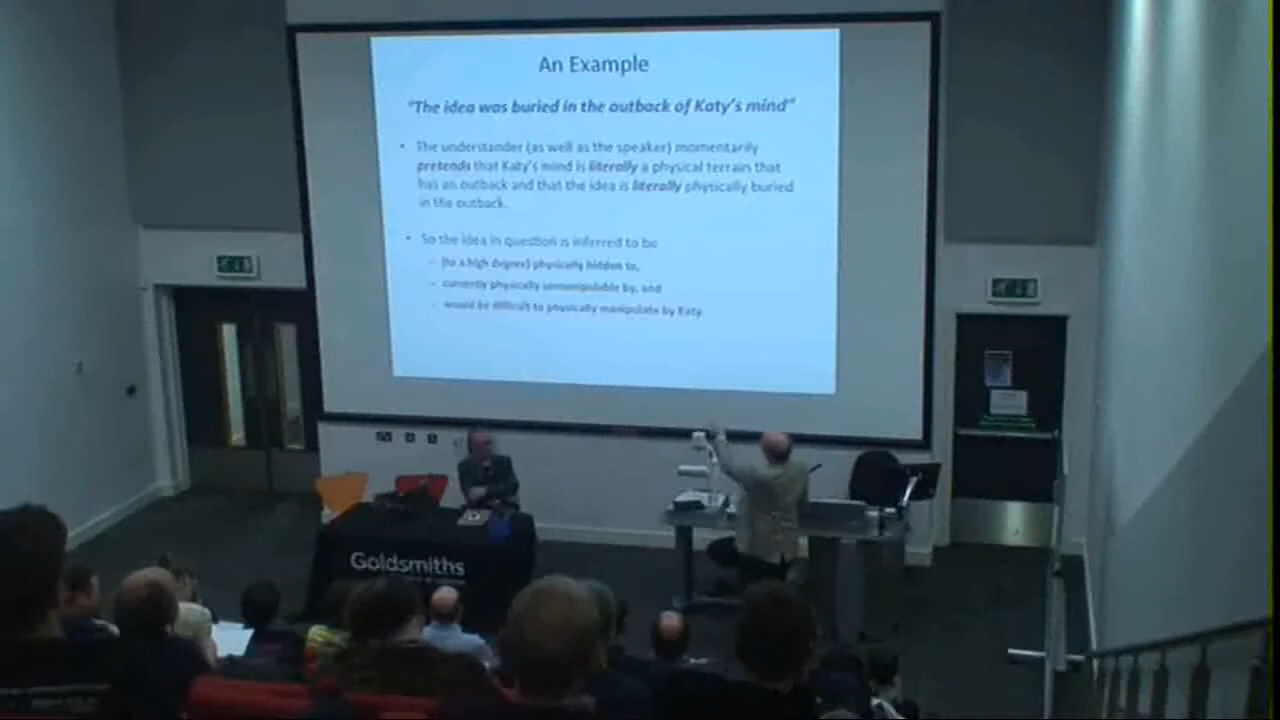 An Example
"The idea was buried in the outback of Katy's mind"
• The understander (as well as the speaker) momentarily
pretends that Katy's mind is literally a physical terrain that
has an outback and that the idea is literally physically buried
in the outback.
• So the idea in question is inferred to be
– (to a high degree) physically hidden to,
– currently physically unmanipulable by, and
– would be difficult to physically manipulate by Katy
Goldsmiths